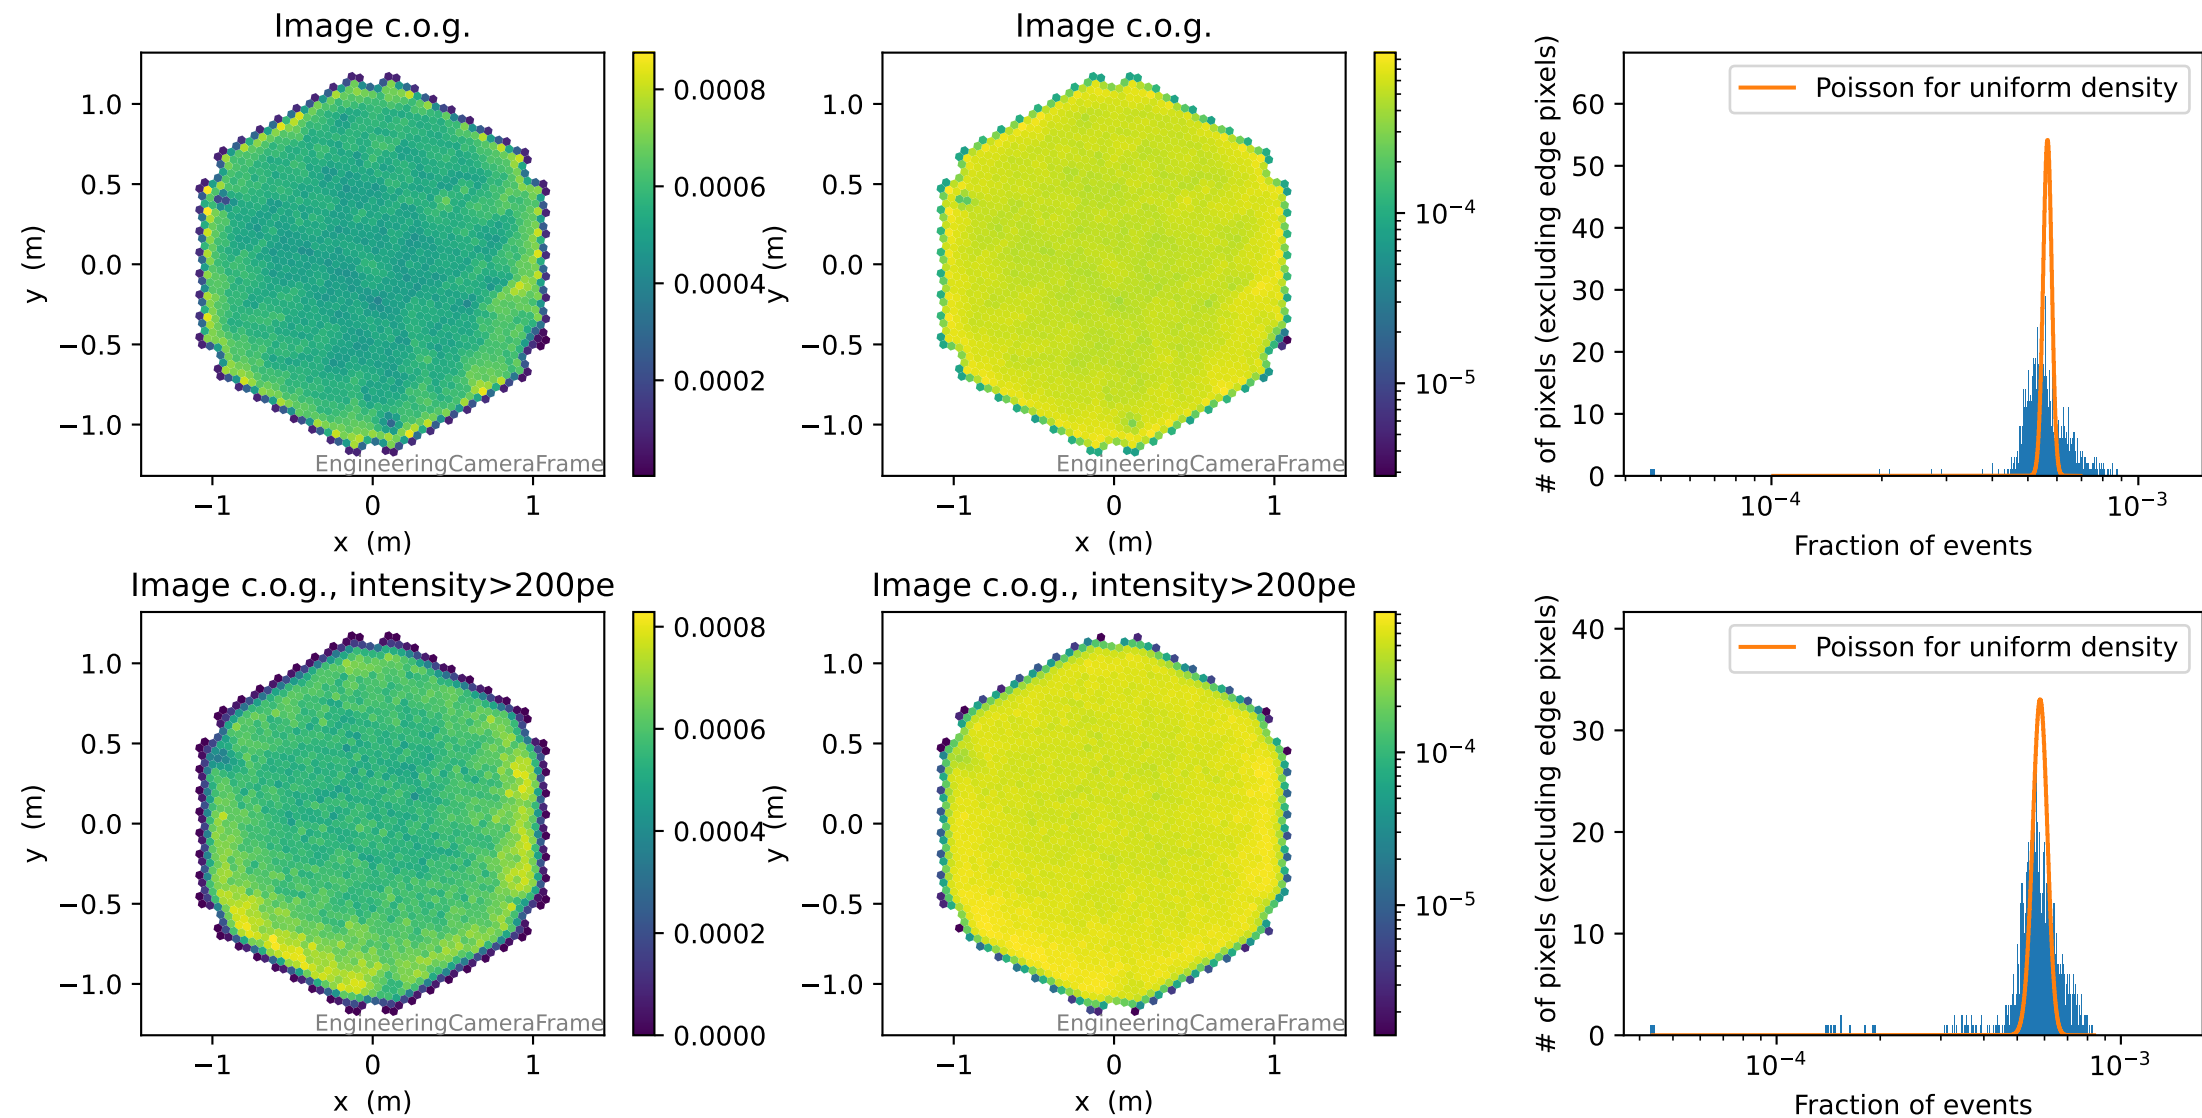 Image c.o.g.
1.0
0.5
0.0
−0.5
−1.0
y (m)
−1
0
1
x (m)
EngineeringCameraFrame
0.0008
0.0006
0.0004
0.0002
Image c.o.g.
1.0
0.5
0.0
−0.5
−1.0
y (m)
−1
0
1
x (m)
EngineeringCameraFrame
10⁻⁴
10⁻⁵
Poisson for uniform density
# of pixels (excluding edge pixels)
60
50
40
30
20
10
0
10⁻⁴
10⁻³
Fraction of events
Image c.o.g., intensity>200pe
1.0
0.5
0.0
−0.5
−1.0
y (m)
−1
0
1
x (m)
EngineeringCameraFrame
0.0008
0.0006
0.0004
0.0002
0.0000
Image c.o.g., intensity>200pe
1.0
0.5
0.0
−0.5
−1.0
y (m)
−1
0
1
x (m)
EngineeringCameraFrame
10⁻⁴
10⁻⁵
Poisson for uniform density
# of pixels (excluding edge pixels)
40
30
20
10
0
10⁻⁴
10⁻³
Fraction of events